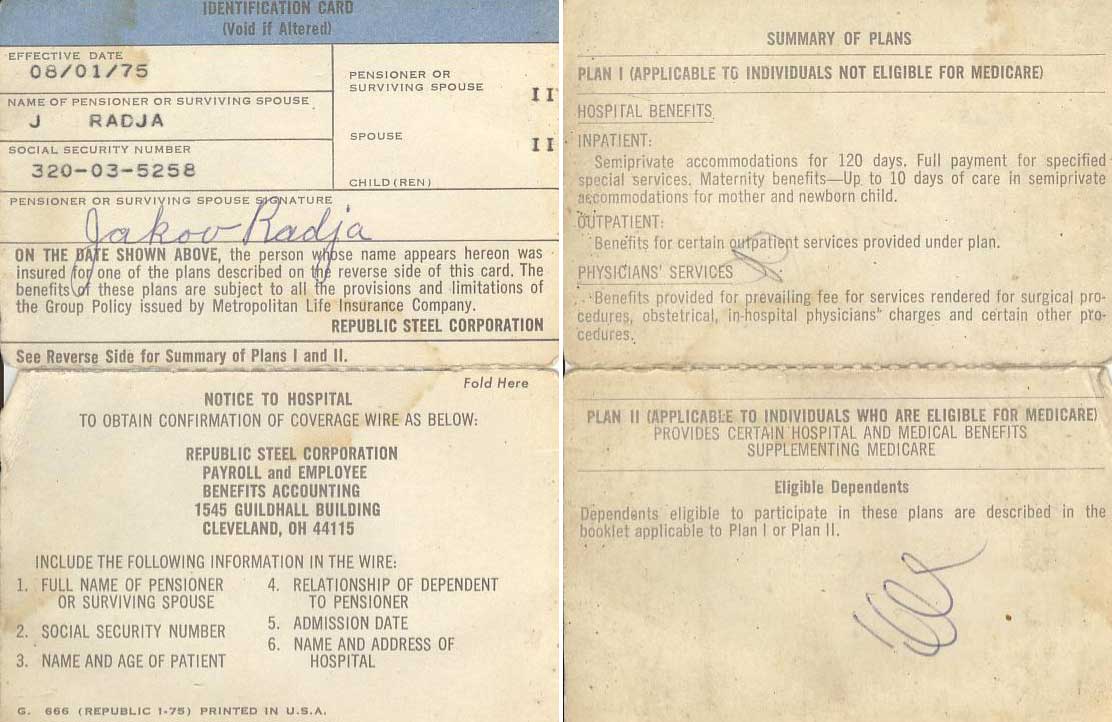 IDENTIFICATION CARD
(Void if Altered)
EFFECTIVE DATE
08/01/75
NAME OF PENSIONER OR SURVIVING SPOUSE
J RADJA
SOCIAL SECURITY NUMBER
320-03-5258
PENSIONER OR
SURVIVING SPOUSE II
SPOUSE II
CHILD(REN)
PENSIONER OR SURVIVING SPOUSE SIGNATURE
Jakov Radja
ON THE DATE SHOWN ABOVE, the person whose name appears hereon was
insured for one of the plans described on the reverse side of this card. The
benefits of these plans are subject to all the provisions and limitations of
the Group Policy issued by Metropolitan Life Insurance Company.
REPUBLIC STEEL CORPORATION
See Reverse Side for Summary of Plans I and II.
Fold Here
NOTICE TO HOSPITAL
TO OBTAIN CONFIRMATION OF COVERAGE WIRE AS BELOW:
REPUBLIC STEEL CORPORATION
PAYROLL and EMPLOYEE
BENEFITS ACCOUNTING
1545 GUILDHALL BUILDING
CLEVELAND, OH 44115
INCLUDE THE FOLLOWING INFORMATION IN THE WIRE:
1. FULL NAME OF PENSIONER
OR SURVIVING SPOUSE
2. SOCIAL SECURITY NUMBER
3. NAME AND AGE OF PATIENT
4. RELATIONSHIP OF DEPENDENT
TO PENSIONER
5. ADMISSION DATE
6. NAME AND ADDRESS OF
HOSPITAL
G. 666 (REPUBLIC 1-75) PRINTED IN U.S.A.
SUMMARY OF PLANS
PLAN I (APPLICABLE TO INDIVIDUALS NOT ELIGIBLE FOR MEDICARE)
HOSPITAL BENEFITS
INPATIENT:
Semiprivate accommodations for 120 days. Full payment for specified
special services. Maternity benefits—Up to 10 days of care in semiprivate
accommodations for mother and newborn child.
OUTPATIENT:
Benefits for certain outpatient services provided under plan.
PHYSICIANS' SERVICES
Benefits provided for prevailing fee for services rendered for surgical pro-
cedures, obstetrical, in-hospital physicians' charges and certain other pro-
cedures.
PLAN II (APPLICABLE TO INDIVIDUALS WHO ARE ELIGIBLE FOR MEDICARE)
PROVIDES CERTAIN HOSPITAL AND MEDICAL BENEFITS
SUPPLEMENTING MEDICARE
Eligible Dependents
Dependents eligible to participate in these plans are described in the
booklet applicable to Plan I or Plan II.